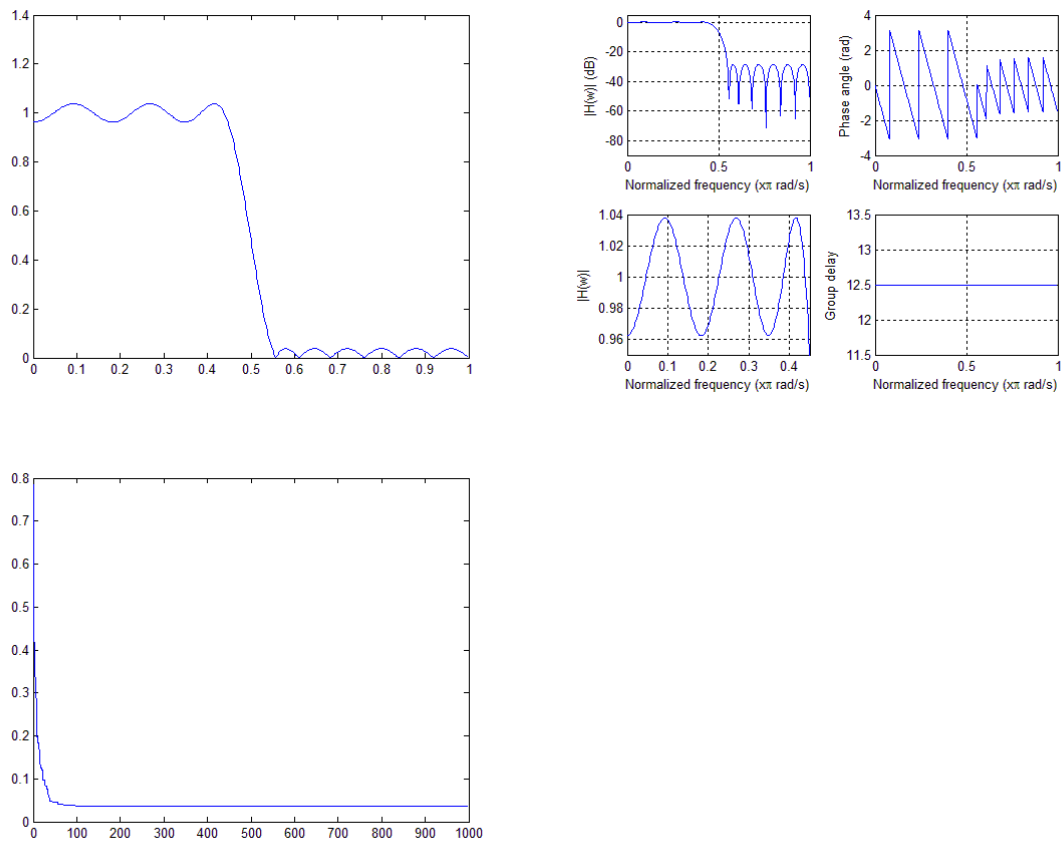 1.4
1.2
1
0.8
0.6
0.4
0.2
0
0 0.1 0.2 0.3 0.4 0.5 0.6 0.7 0.8 0.9 1
0
-20
-40
-60
-80
|H(w)| (dB)
0 0.5 1
Normalized frequency (xπ rad/s)
4
2
0
-2
-4
Phase angle (rad)
0 0.5 1
Normalized frequency (xπ rad/s)
1.04
1.02
1
0.98
0.96
|H(w)|
0 0.1 0.2 0.3 0.4
Normalized frequency (xπ rad/s)
13.5
13
12.5
12
11.5
Group delay
0 0.5 1
Normalized frequency (xπ rad/s)
0.8
0.7
0.6
0.5
0.4
0.3
0.2
0.1
0
0 100 200 300 400 500 600 700 800 900 1000